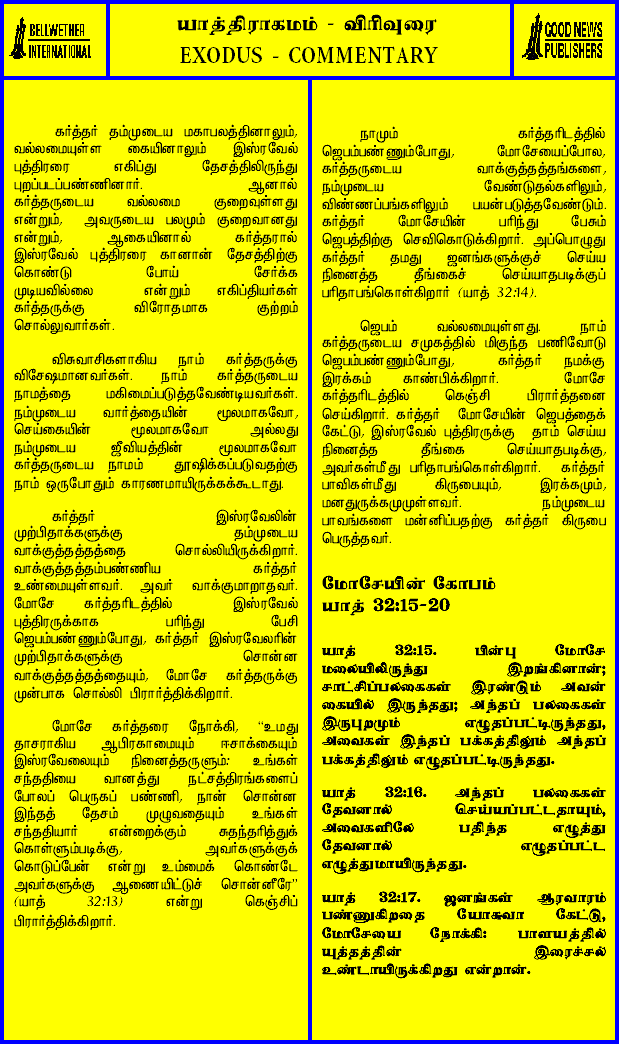 BELLWETHER
INTERNATIONAL
யாத்திராகமம் - விரிவுரை
EXODUS - COMMENTARY
GOOD NEWS
PUBLISHERS
கர்த்தர் தம்முடைய மகாபலத்தினாலும்,
வல்லமையுள்ள கையினாலும் இஸ்ரவேல்
புத்திரரை எகிப்து தேசத்திலிருந்து
புறப்படப்பண்ணினார். ஆனால்
கர்த்தருடைய வல்லமை குறைவுள்ளது
என்றும், அவருடைய பலமும் குறைவானது
என்றும், ஆகையினால் கர்த்தரால்
இஸ்ரவேல் புத்திரரை கானான் தேசத்திற்கு
கொண்டு போய் சேர்க்க
முடியவில்லை என்றும் எகிப்தியர்கள்
கர்த்தருக்கு விரோதமாக குற்றம்
சொல்லுவார்கள்.
விசுவாசிகளாகிய நாம் கர்த்தருக்கு
விசேஷமானவர்கள். நாம் கர்த்தருடைய
நாமத்தை மகிமைப்படுத்தவேண்டியவர்கள்.
நம்முடைய வார்த்தையின் மூலமாகவோ,
செய்கையின் மூலமாகவோ அல்லது
நம்முடைய ஜீவியத்தின் மூலமாகவோ
கர்த்தருடைய நாமம் தூஷிக்கப்படுவதற்கு
நாம் ஒருபோதும் காரணமாயிருக்கக்கூடாது.
கர்த்தர் இஸ்ரவேலின்
முற்பிதாக்களுக்கு தம்முடைய
வாக்குத்தத்தத்தை சொல்லியிருக்கிறார்.
வாக்குத்தத்தம்பண்ணிய கர்த்தர்
உண்மையுள்ளவர். அவர் வாக்குமாறாதவர்.
மோசே கர்த்தரிடத்தில் இஸ்ரவேல்
புத்திரருக்காக பரிந்து பேசி
ஜெபம்பண்ணும்போது, கர்த்தர் இஸ்ரவேலரின்
முற்பிதாக்களுக்கு சொன்ன
வாக்குத்தத்தத்தையும், மோசே கர்த்தருக்கு
முன்பாக சொல்லி பிரார்த்திக்கிறார்.
மோசே கர்த்தரை நோக்கி, “உமது
தாசராகிய ஆபிரகாமையும் ஈசாக்கையும்
இஸ்ரவேலையும் நினைத்தருளும்: உங்கள்
சந்ததியை வானத்து நட்சத்திரங்களைப்
போலப் பெருகப் பண்ணி, நான் சொன்ன
இந்தத் தேசம் முழுவதையும் உங்கள்
சந்ததியார் என்றைக்கும் சுதந்தரித்துக்
கொள்ளும்படிக்கு, அவர்களுக்குக்
கொடுப்பேன் என்று உம்மைக் கொண்டே
அவர்களுக்கு ஆணையிட்டுச் சொன்னீரே”
(யாத் 32:13) என்று கெஞ்சிப்
பிரார்த்திக்கிறார்.
நாமும் கர்த்தரிடத்தில்
ஜெபம்பண்ணும்போது, மோசேயைப்போல,
கர்த்தருடைய வாக்குத்தத்தங்களை,
நம்முடைய வேண்டுதல்களிலும்,
விண்ணப்பங்களிலும் பயன்படுத்தவேண்டும்.
கர்த்தர் மோசேயின் பரிந்து பேசும்
ஜெபத்திற்கு செவிகொடுக்கிறார். அப்பொழுது
கர்த்தர் தமது ஜனங்களுக்குச் செய்ய
நினைத்த தீங்கைச் செய்யாதபடிக்குப்
பரிதாபங்கொள்கிறார் (யாத் 32:14).
ஜெபம் வல்லமையுள்ளது. நாம்
கர்த்தருடைய சமுகத்தில் மிகுந்த பணிவோடு
ஜெபம்பண்ணும்போது, கர்த்தர் நமக்கு
இரக்கம் காண்பிக்கிறார். மோசே
கர்த்தரிடத்தில் கெஞ்சி பிரார்த்தனை
செய்கிறார். கர்த்தர் மோசேயின் ஜெபத்தைக்
கேட்டு, இஸ்ரவேல் புத்திரருக்கு தாம் செய்ய
நினைத்த தீங்கை செய்யாதபடிக்கு,
அவர்கள்மீது பரிதாபங்கொள்கிறார். கர்த்தர்
பாவிகள்மீது கிருபையும், இரக்கமும்,
மனதுருக்கமுமுள்ளவர். நம்முடைய
பாவங்களை மன்னிப்பதற்கு கர்த்தர் கிருபை
பெருத்தவர்.
மோசேயின் கோபம்
யாத் 32:15-20
யாத் 32:15. பின்பு மோசே
மலையிலிருந்து இறங்கினான்;
சாட்சிப்பலகைகள் இரண்டும் அவன்
கையில் இருந்தது; அந்தப் பலகைகள்
இருபுறமும் எழுதப்பட்டிருந்தது,
அவைகள் இந்தப் பக்கத்திலும் அந்தப்
பக்கத்திலும் எழுதப்பட்டிருந்தது.
யாத் 32:16. அந்தப் பலகைகள்
தேவனால் செய்யப்பட்டதாயும்,
அவைகளிலே பதிந்த எழுத்து
தேவனால் எழுதப்பட்ட
எழுத்துமாயிருந்தது.
யாத் 32:17. ஜனங்கள் ஆரவாரம்
பண்ணுகிறதை யோசுவா கேட்டு,
மோசேயை நோக்கி: பாளயத்தில்
யுத்தத்தின் இரைச்சல்
உண்டாயிருக்கிறது என்றான்.